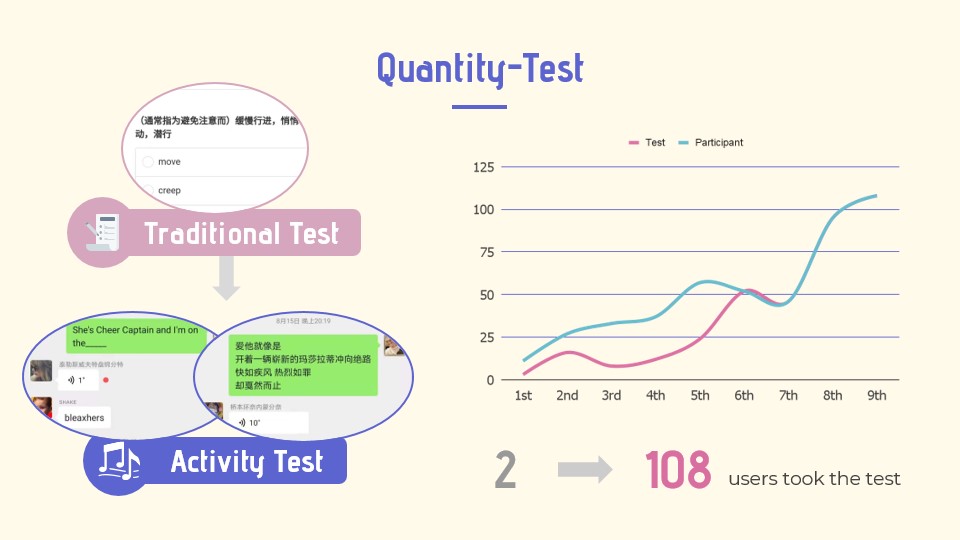 Quantity-Test
（通常指为避免注意而）缓慢行进，悄悄
动，潜行
move
creep
Traditional Test
She's Cheer Captain and I'm on
the_____
1"
SHAKE
bleaxhers
8月15日 晚上20:19
爱他就像是
开着一辆崭新的玛莎拉蒂冲向绝路
快如疾风 热烈如罪
却戛然而止
10"
Activity Test
Test Participant
125
100
75
50
25
0
1st 2nd 3rd 4th 5th 6th 7th 8th 9th
2
108 users took the test